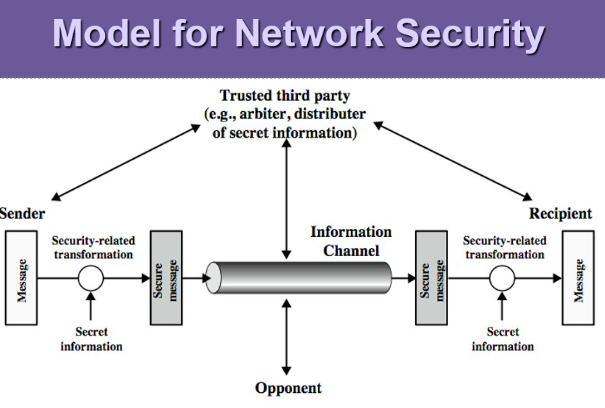 Model for Network Security
Trusted third party
(e.g., arbiter, distributer
of secret information)
Sender
Recipient
Information
Channel
Security-related
transformation
Security-related
transformation
Message
Secure
message
Secure
message
Message
Secret
information
Secret
information
Opponent